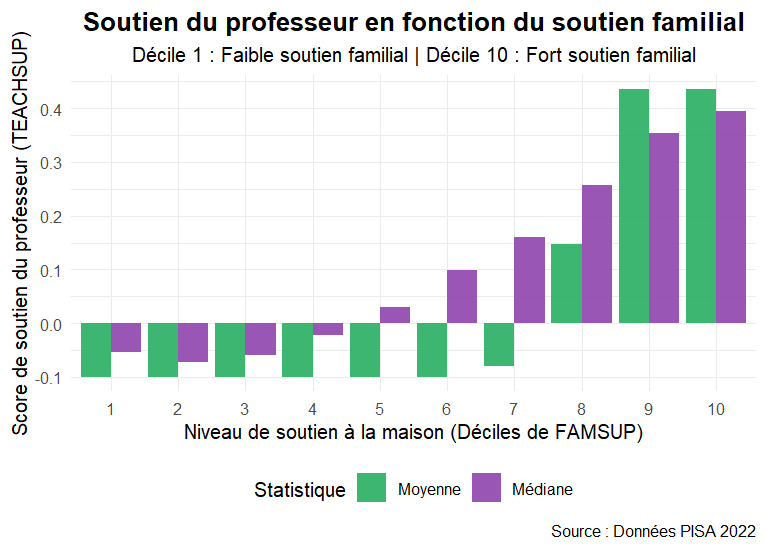 Soutien du professeur en fonction du soutien familial
Décile 1 : Faible soutien familial | Décile 10 : Fort soutien familial
Score de soutien du professeur (TEACHSUP)
0.4
0.3
0.2
0.1
0.0
-0.1
1 2 3 4 5 6 7 8 9 10
Niveau de soutien à la maison (Déciles de FAMSUP)
Statistique Moyenne Médiane
Source : Données PISA 2022